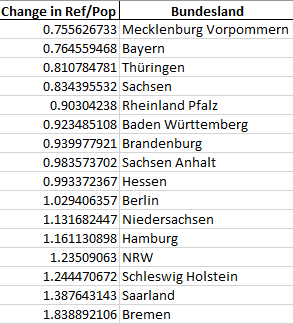 Change in Ref/Pop Bundesland
0.755626733 Mecklenburg Vorpommern
0.764559468 Bayern
0.810784781 Thüringen
0.834395532 Sachsen
0.90304238 Rheinland Pfalz
0.923485108 Baden Württemberg
0.939977921 Brandenburg
0.983573702 Sachsen Anhalt
0.993372367 Hessen
1.029406357 Berlin
1.131682447 Niedersachsen
1.161130898 Hamburg
1.23509063 NRW
1.244470672 Schleswig Holstein
1.387643143 Saarland
1.838892106 Bremen